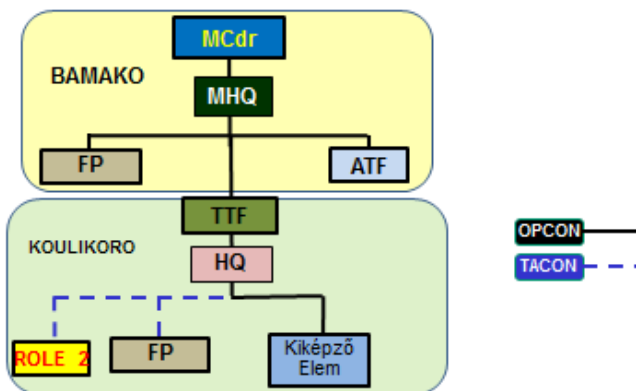 MCdr
BAMAKO
MHQ
FP
ATF
TTF
KOULIKORO
HQ
OPCON
TACON
ROLE 2
FP
Kiképző
Elem